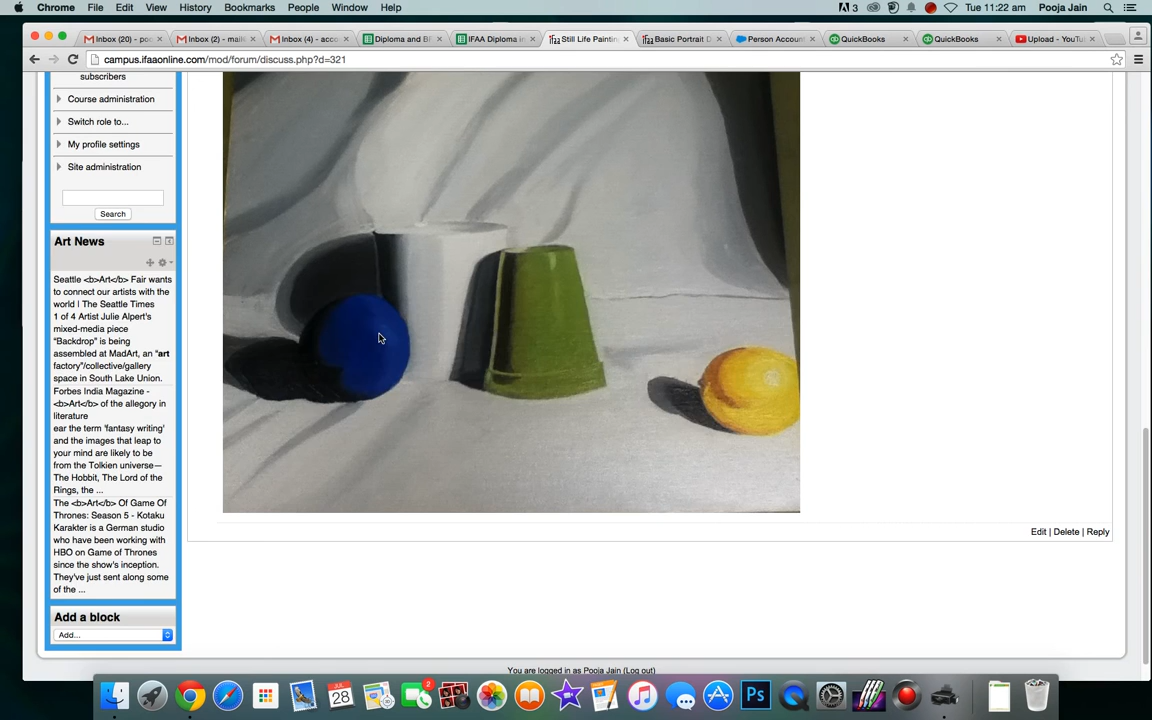 Chrome File Edit View History Bookmarks People Window Help
3 Tue 11:22 am Pooja Jain
Inbox (20) - po
Inbox (2) - mail
Inbox (4) - acco
Diploma and
IFAA Diploma in
Still Life Paintin
Basic Portrait D
Person Accoun
QuickBooks
QuickBooks
Upload - YouTu
campus.ifaaonline.com/mod/forum/discuss.php?d=321
subscribers
Course administration
Switch role to...
My profile settings
Site administration
Search
Art News
Seattle <b>Art</b> Fair wants
to connect our artists with the
world | The Seattle Times
1 of 4 Artist Julie Alpert's
mixed-media piece
"Backdrop" is being
assembled at MadArt, an "art
factory"/collective/gallery
space in South Lake Union.
Forbes India Magazine -
<b>Art</b> of the allegory in
literature
ear the term 'fantasy writing'
and the images that leap to
your mind are likely to be
from the Tolkien universe—
The Hobbit, The Lord of the
Rings, the ...
The <b>Art</b> Of Game Of
Thrones: Season 5 - Kotaku
Karakter is a German studio
who have been working with
HBO on Game of Thrones
since the show's inception.
They've just sent along some
of the ...
Add a block
Add...
Edit | Delete | Reply
You are logged in as Pooja Jain (Log out)
JUL
28
2
Ps